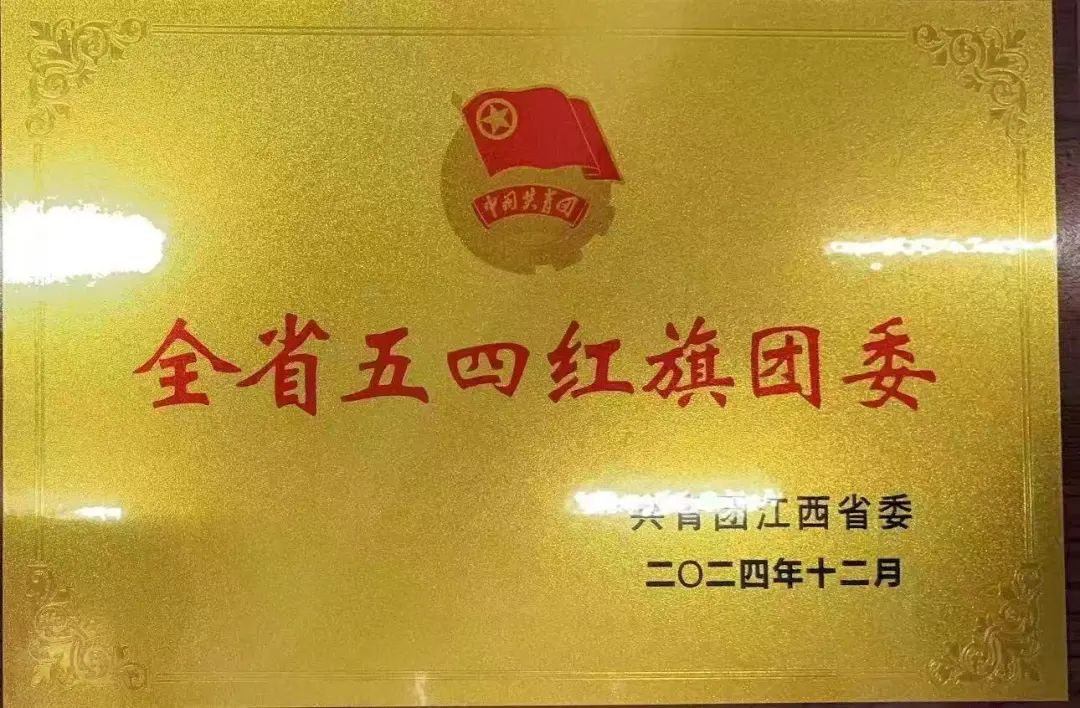 中国共青团
全省五四红旗团委
共青团江西省委
二〇二四年十二月